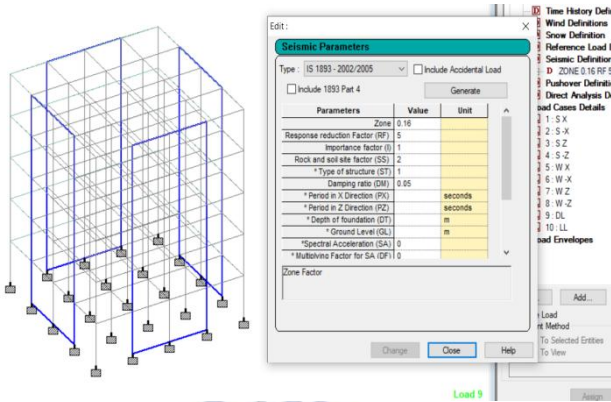 Edit :
Seismic Parameters
Type : IS 1893 - 2002/2005 Include Accidental Load
Include 1893 Part 4 Generate
Parameters Value Unit
Zone 0.16
Response reduction Factor (RF) 5
Importance factor (I) 1
Rock and soil site factor (SS) 2
* Type of structure (ST) 1
Damping ratio (DM) 0.05
* Period in X Direction (PX) seconds
* Period in Z Direction (PZ) seconds
* Depth of foundation (DT) m
* Ground Level (GL) m
*Spectral Acceleration (SA) 0
* Multiplying Factor for SA (DF) 0
Zone Factor
Change Close Help
Load 9
D Time History Defi
Wind Definitions
Snow Definition
Reference Load
Seismic Definition
D ZONE 0.16 RF 5
Pushover Definiti
Direct Analysis D
oad Cases Details
1 : S X
2 : S -X
3 : S Z
4 : S -Z
5 : W X
6 : W -X
7 : W Z
8 : W -Z
9 : DL
10 : LL
oad Envelopes
Add...
Load
nt Method
To Selected Entities
To View
Assign